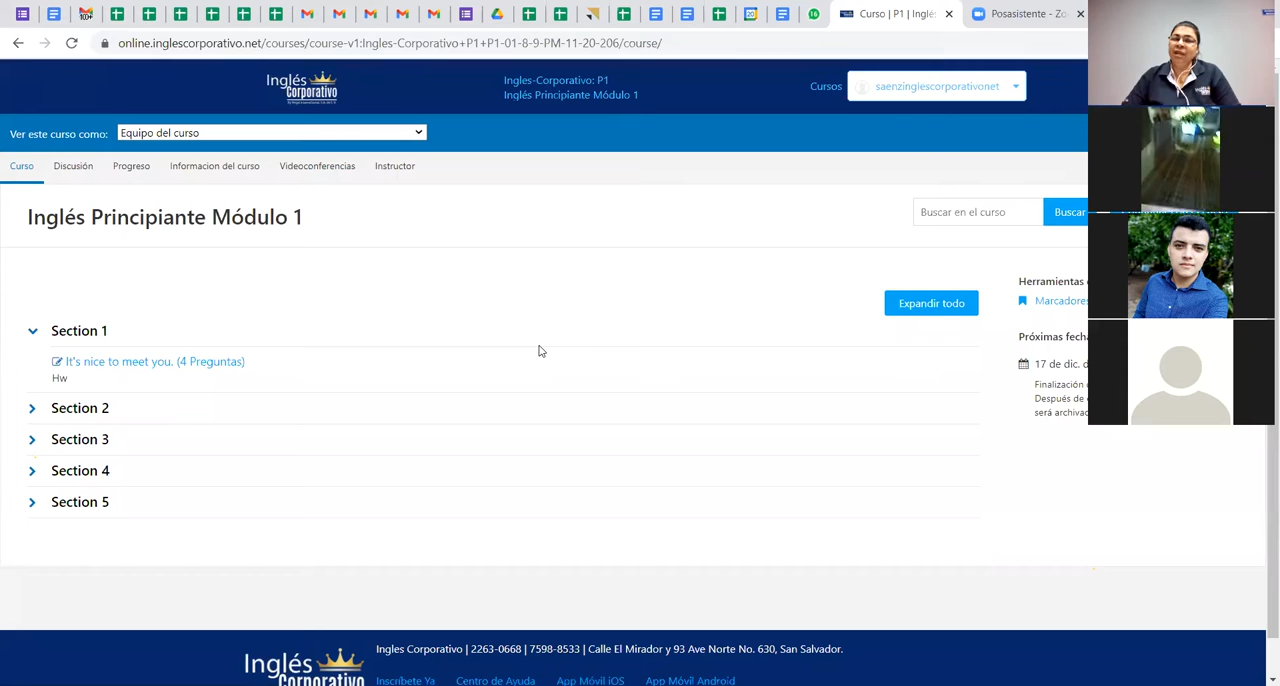 Curso | P1 | Inglés
Posasistente - Zo
online.inglescorporativo.net/courses/course-v1:Ingles-Corporativo+P1+P1-01-8-9-PM-11-20-206/course/
Inglés
Corporativo
Ingles-Corporativo: P1
Inglés Principiante Módulo 1
Cursos
saenzinglescorporativonet
Ver este curso como:
Equipo del curso
Curso
Discusión
Progreso
Informacion del curso
Videoconferencias
Instructor
Inglés Principiante Módulo 1
Buscar en el curso
Buscar
Expandir todo
Herramientas
Marcadores
Section 1
It's nice to meet you. (4 Preguntas)
Hw
Próximas fecha
17 de dic. d
Finalización
Después de
será archiva
Section 2
Section 3
Section 4
Section 5
Inglés
Corporativo
Ingles Corporativo | 2263-0668 | 7598-8533 | Calle El Mirador y 93 Ave Norte No. 630, San Salvador.
Inscríbete Ya
Centro de Ayuda
App Móvil iOS
App Móvil Android